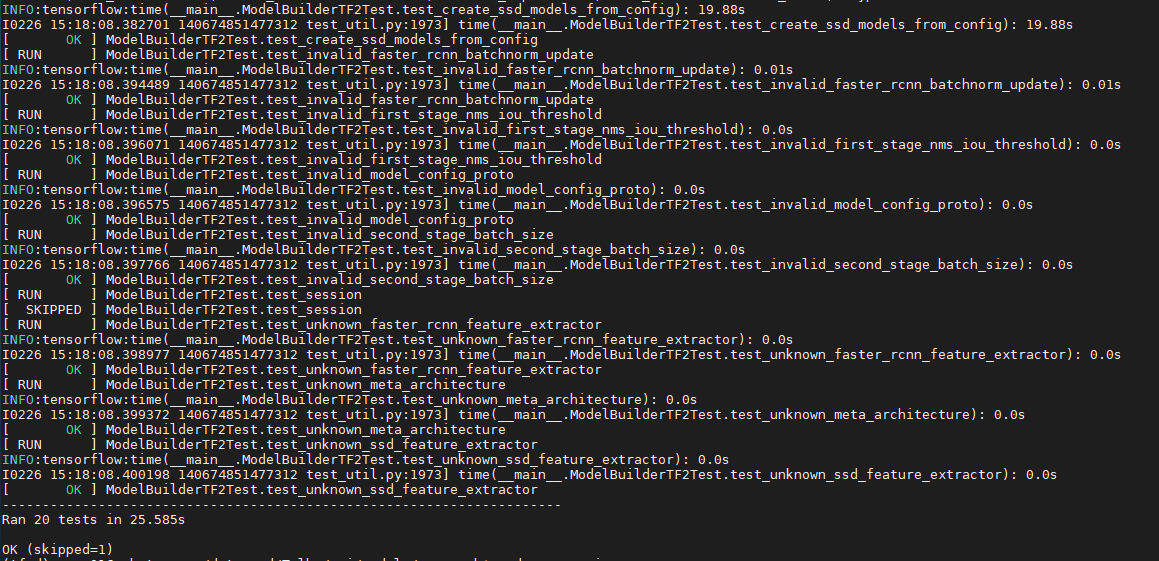 INFO:tensorflow:time(__main__.ModelBuilderTF2Test.test_create_ssd_models_from_config): 19.88s
I0226 15:18:08.382701 140674851477312 test_util.py:1973] time(__main__.ModelBuilderTF2Test.test_create_ssd_models_from_config): 19.88s
[       OK ] ModelBuilderTF2Test.test_create_ssd_models_from_config
[ RUN      ] ModelBuilderTF2Test.test_invalid_faster_rcnn_batchnorm_update
INFO:tensorflow:time(__main__.ModelBuilderTF2Test.test_invalid_faster_rcnn_batchnorm_update): 0.01s
I0226 15:18:08.394489 140674851477312 test_util.py:1973] time(__main__.ModelBuilderTF2Test.test_invalid_faster_rcnn_batchnorm_update): 0.01s
[       OK ] ModelBuilderTF2Test.test_invalid_faster_rcnn_batchnorm_update
[ RUN      ] ModelBuilderTF2Test.test_invalid_first_stage_nms_iou_threshold
INFO:tensorflow:time(__main__.ModelBuilderTF2Test.test_invalid_first_stage_nms_iou_threshold): 0.0s
I0226 15:18:08.396071 140674851477312 test_util.py:1973] time(__main__.ModelBuilderTF2Test.test_invalid_first_stage_nms_iou_threshold): 0.0s
[       OK ] ModelBuilderTF2Test.test_invalid_first_stage_nms_iou_threshold
[ RUN      ] ModelBuilderTF2Test.test_invalid_model_config_proto
INFO:tensorflow:time(__main__.ModelBuilderTF2Test.test_invalid_model_config_proto): 0.0s
I0226 15:18:08.396575 140674851477312 test_util.py:1973] time(__main__.ModelBuilderTF2Test.test_invalid_model_config_proto): 0.0s
[       OK ] ModelBuilderTF2Test.test_invalid_model_config_proto
[ RUN      ] ModelBuilderTF2Test.test_invalid_second_stage_batch_size
INFO:tensorflow:time(__main__.ModelBuilderTF2Test.test_invalid_second_stage_batch_size): 0.0s
I0226 15:18:08.397766 140674851477312 test_util.py:1973] time(__main__.ModelBuilderTF2Test.test_invalid_second_stage_batch_size): 0.0s
[       OK ] ModelBuilderTF2Test.test_invalid_second_stage_batch_size
[ RUN      ] ModelBuilderTF2Test.test_session
[  SKIPPED ] ModelBuilderTF2Test.test_session
[ RUN      ] ModelBuilderTF2Test.test_unknown_faster_rcnn_feature_extractor
INFO:tensorflow:time(__main__.ModelBuilderTF2Test.test_unknown_faster_rcnn_feature_extractor): 0.0s
I0226 15:18:08.398977 140674851477312 test_util.py:1973] time(__main__.ModelBuilderTF2Test.test_unknown_faster_rcnn_feature_extractor): 0.0s
[       OK ] ModelBuilderTF2Test.test_unknown_faster_rcnn_feature_extractor
[ RUN      ] ModelBuilderTF2Test.test_unknown_meta_architecture
INFO:tensorflow:time(__main__.ModelBuilderTF2Test.test_unknown_meta_architecture): 0.0s
I0226 15:18:08.399372 140674851477312 test_util.py:1973] time(__main__.ModelBuilderTF2Test.test_unknown_meta_architecture): 0.0s
[       OK ] ModelBuilderTF2Test.test_unknown_meta_architecture
[ RUN      ] ModelBuilderTF2Test.test_unknown_ssd_feature_extractor
INFO:tensorflow:time(__main__.ModelBuilderTF2Test.test_unknown_ssd_feature_extractor): 0.0s
I0226 15:18:08.400198 140674851477312 test_util.py:1973] time(__main__.ModelBuilderTF2Test.test_unknown_ssd_feature_extractor): 0.0s
[       OK ] ModelBuilderTF2Test.test_unknown_ssd_feature_extractor
----------------------------------------------------------------------
Ran 20 tests in 25.585s
OK (skipped=1)